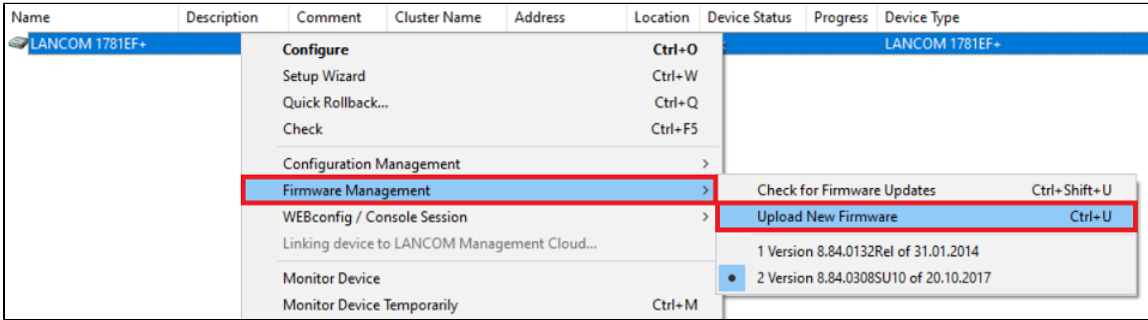 Name Description Comment Cluster Name Address Location Device Status Progress Device Type
LANCOM 1781EF+ LANCOM 1781EF+
Configure Ctrl+O
Setup Wizard Ctrl+W
Quick Rollback... Ctrl+Q
Check Ctrl+F5
Configuration Management
Firmware Management
WEBconfig / Console Session
Linking device to LANCOM Management Cloud...
Monitor Device
Monitor Device Temporarily Ctrl+M
Check for Firmware Updates Ctrl+Shift+U
Upload New Firmware Ctrl+U
1 Version 8.84.0132Rel of 31.01.2014
2 Version 8.84.0308SU10 of 20.10.2017